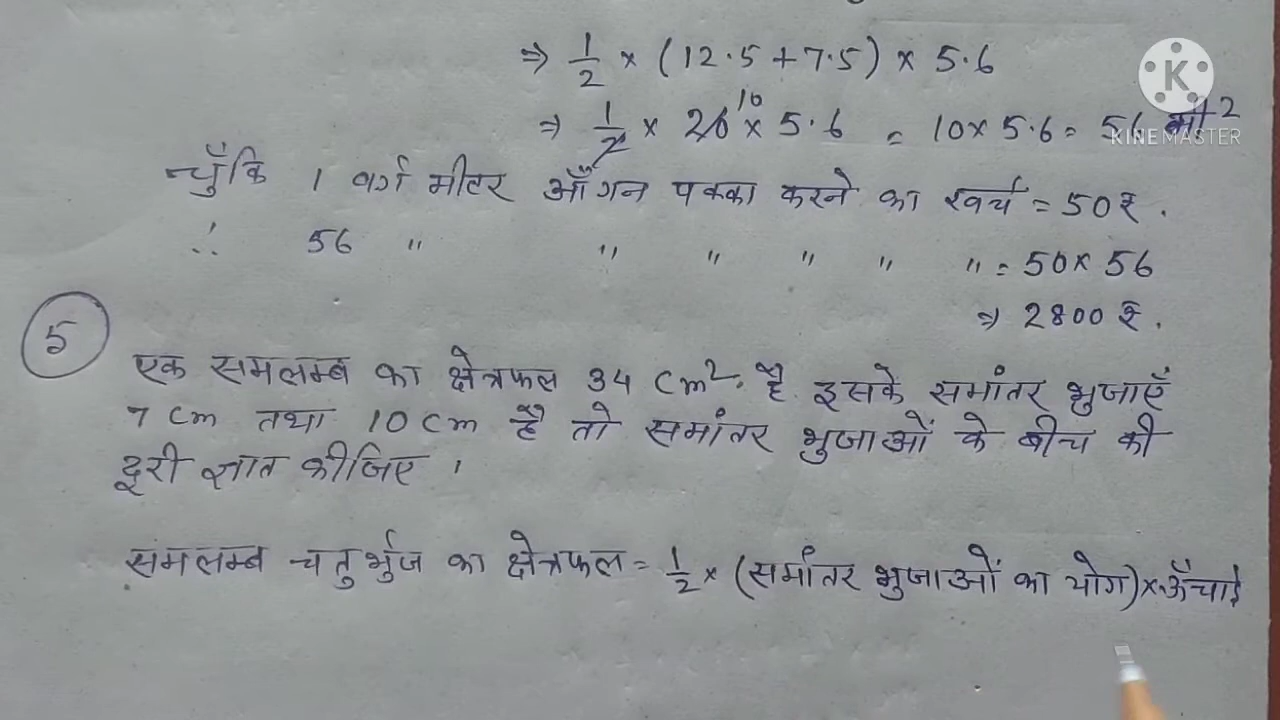 ⇒ 1/2 × (12.5 + 7.5) × 5.6
⇒ 1/2 × 20 10 × 5.6 = 10 × 5.6 = 56 मी2
K
KINEMASTER
चुँकि 1 वर्ग मीटर आँगन पक्का करने का खर्च = 50 ₹.
∴ 56 " " " " " " = 50 × 56
⇒ 2800 ₹.
5
एक समलम्ब का क्षेत्रफल 34 cm2. है इसके समांतर भुजाएँ
7 cm तथा 10 cm है तो समांतर भुजाओं के बीच की
दूरी ज्ञात कीजिए ।
समलम्ब चतुर्भुज का क्षेत्रफल = 1/2 × (समांतर भुजाओं का योग) × ऊँचाई